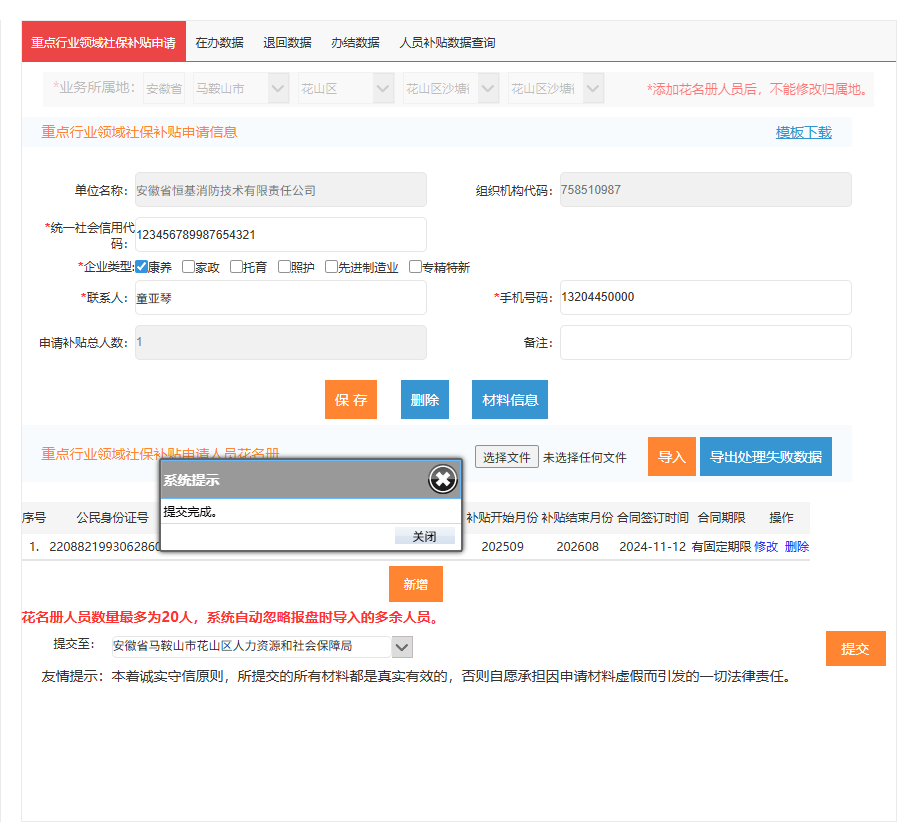 重点行业领域社保补贴申请 在办数据 退回数据 办结数据 人员补贴数据查询
*业务所属地: 安徽省 马鞍山市 花山区 花山区沙塘 花山区沙塘 *添加花名册人员后，不能修改归属地。
重点行业领域社保补贴申请信息 模板下载
单位名称: 安徽省恒基消防技术有限责任公司 组织机构代码: 758510987
*统一社会信用代
码: 123456789987654321
*企业类型: 康养 家政 托育 照护 先进制造业 专精特新
*联系人: 童亚琴 *手机号码: 13204450000
申请补贴总人数: 1 备注:
保 存 删除 材料信息
重点行业领域社保补贴申请人员花名册 选择文件 未选择任何文件 导入 导出处理失败数据
系统提示
提交完成。
关闭
序号 公民身份证号 补贴开始月份 补贴结束月份 合同签订时间 合同期限 操作
1. 2208821993062860 202509 202608 2024-11-12 有固定期限 修改 删除
新增
花名册人员数量最多为20人，系统自动忽略报盘时导入的多余人员。
提交至: 安徽省马鞍山市花山区人力资源和社会保障局 提交
友情提示：本着诚实守信原则，所提交的所有材料都是真实有效的，否则自愿承担因申请材料虚假而引发的一切法律责任。